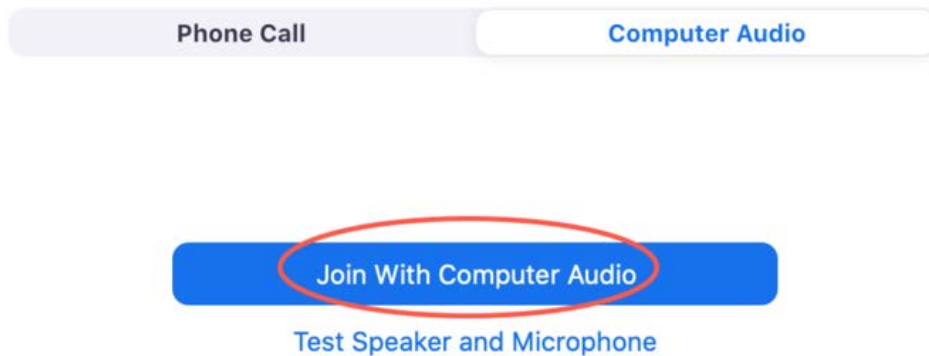 Phone Call
Computer Audio
Join With Computer Audio
Test Speaker and Microphone